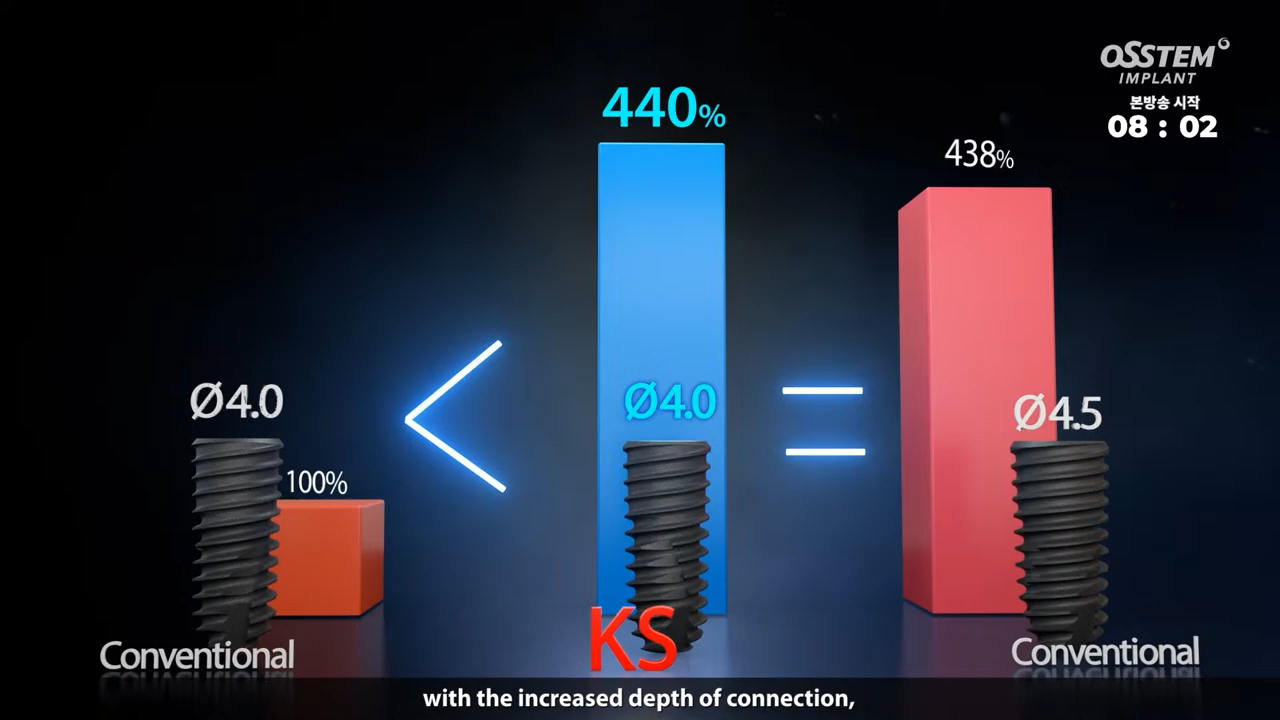 OSSTEM
IMPLANT
본방송 시작
08 : 02
440%
438%
Ø4.0
<
Ø4.0
=
Ø4.5
100%
KS
Conventional
Conventional
with the increased depth of connection,